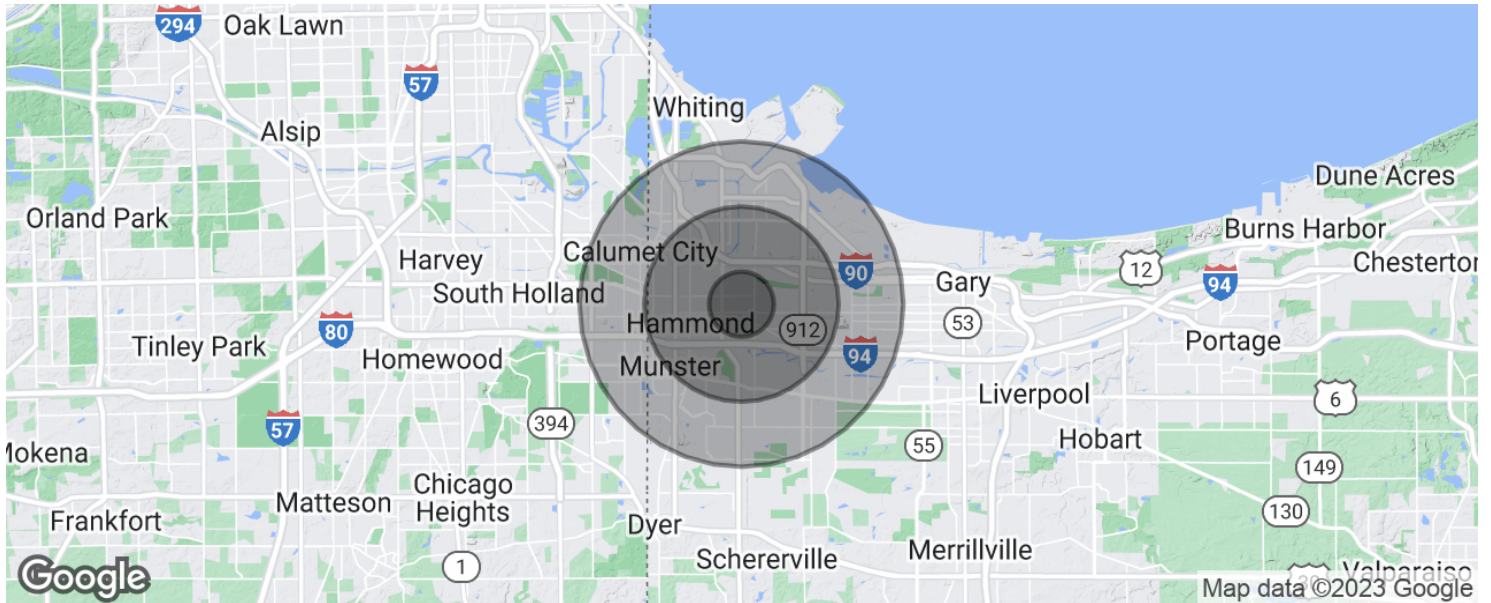 294
Oak Lawn
57
Whiting
Alsip
Dune Acres
Orland Park
Burns Harbor
Calumet City
Harvey
90
12
Chesterton
94
Gary
South Holland
Hammond
912
53
80
Tinley Park
Homewood
Munster
94
Portage
Liverpool
6
394
57
55
Hobart
Mokena
149
Matteson
Chicago
Heights
130
Frankfort
Dyer
Schererville
Merrillville
1
Valparaiso
30
Google
Map data ©2023 Google